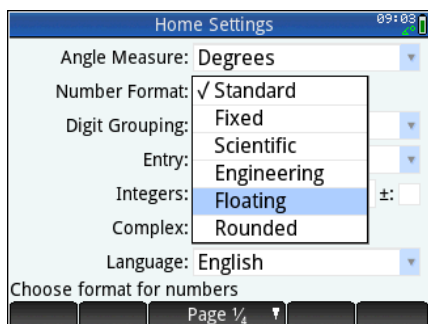 Home Settings 09:03
Angle Measure: Degrees
Number Format: ✓ Standard
Fixed
Digit Grouping:
Scientific
Entry:
Engineering
Integers:
Floating
±:
Complex:
Rounded
Language: English
Choose format for numbers
Page ¼